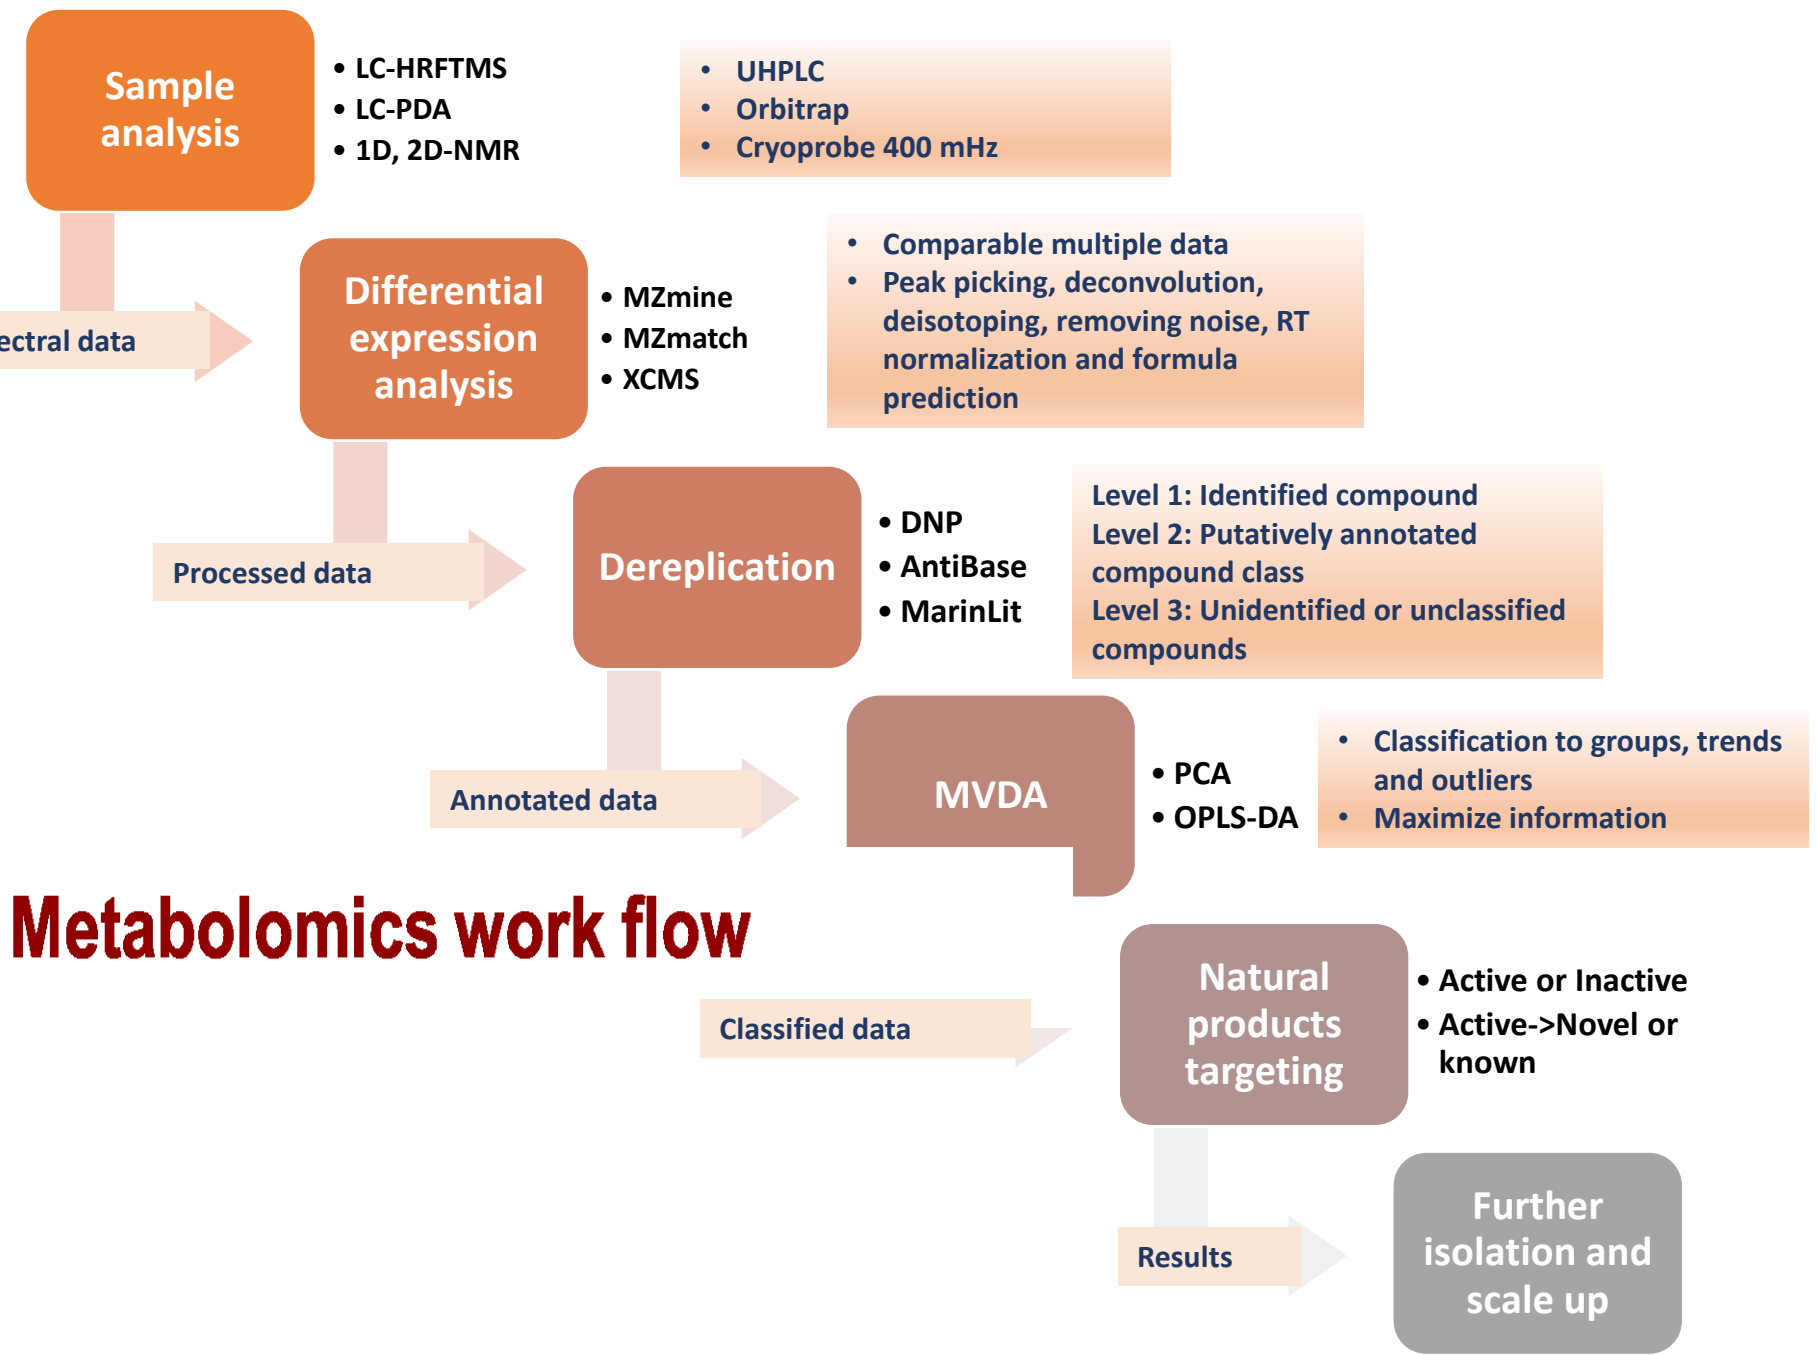 Sample
analysis
• LC-HRFTMS
• LC-PDA
• 1D, 2D-NMR
• UHPLC
• Orbitrap
• Cryoprobe 400 mHz
ectral data
Differential
expression
analysis
• MZmine
• MZmatch
• XCMS
• Comparable multiple data
• Peak picking, deconvolution,
deisotoping, removing noise, RT
normalization and formula
prediction
Processed data
Dereplication
• DNP
• AntiBase
• MarinLit
Level 1: Identified compound
Level 2: Putatively annotated
compound class
Level 3: Unidentified or unclassified
compounds
Annotated data
MVDA
• PCA
• OPLS-DA
• Classification to groups, trends
and outliers
• Maximize information
Metabolomics work flow
Classified data
Natural
products
targeting
• Active or Inactive
• Active->Novel or
known
Results
Further
isolation and
scale up